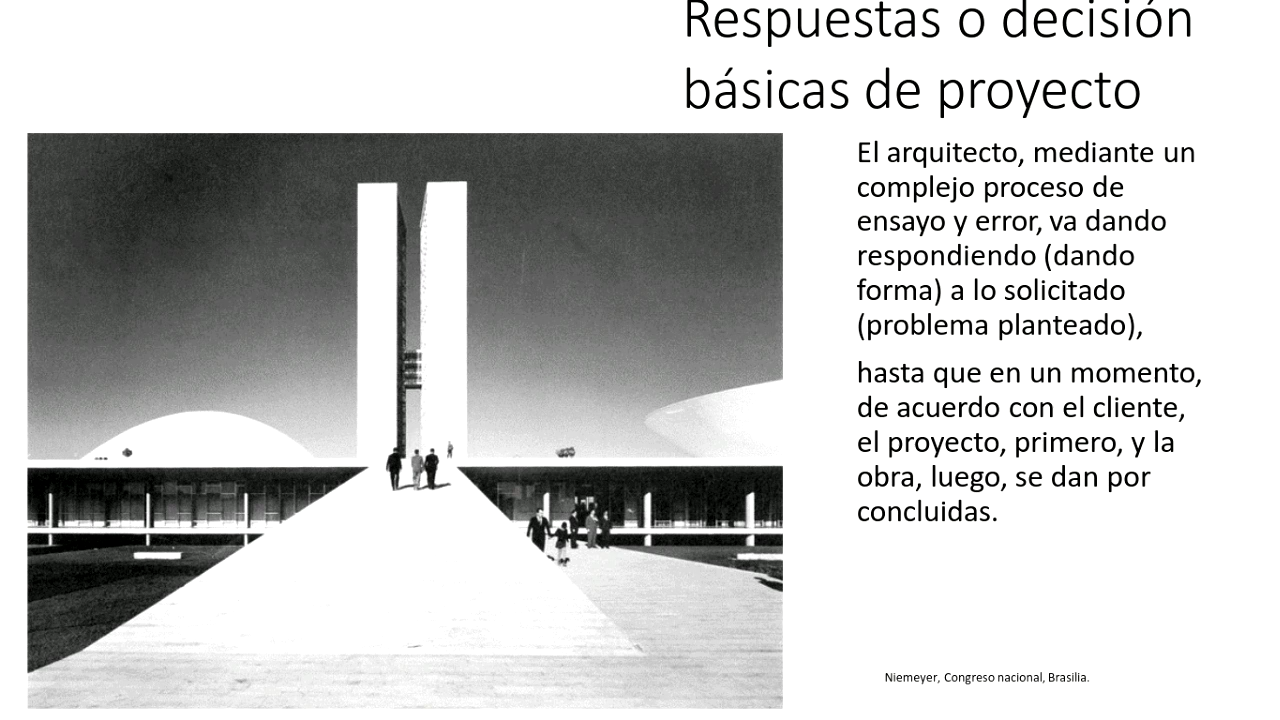 Respuestas o decisión
básicas de proyecto
El arquitecto, mediante un
complejo proceso de
ensayo y error, va dando
respondiendo (dando
forma) a lo solicitado
(problema planteado),
hasta que en un momento,
de acuerdo con el cliente,
el proyecto, primero, y la
obra, luego, se dan por
concluidas.
Niemeyer, Congreso nacional, Brasilia.